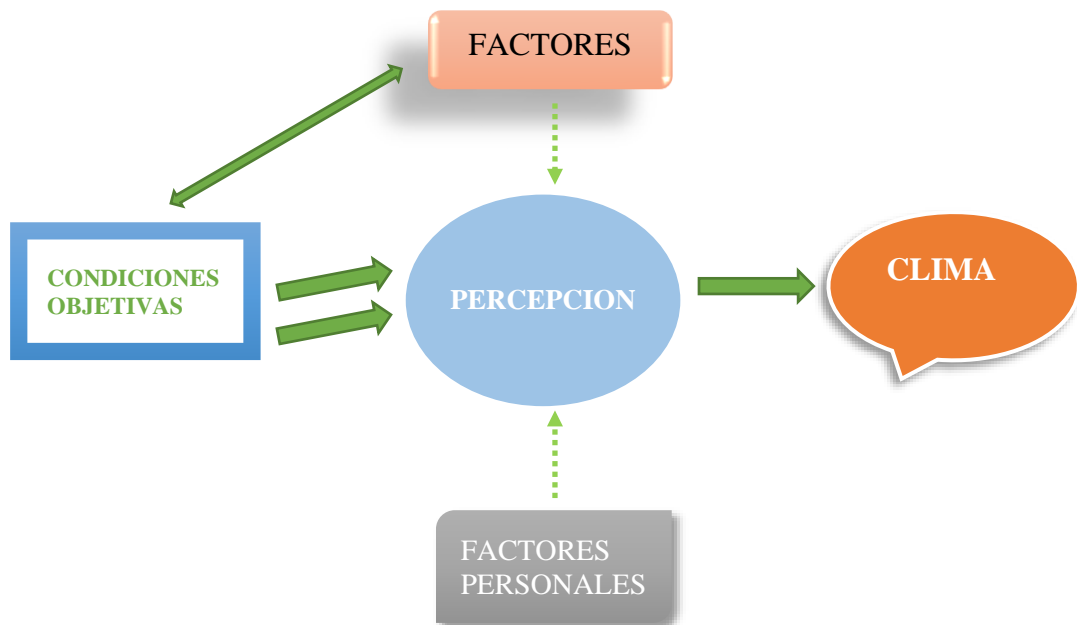 FACTORES
CONDICIONES
OBJETIVAS
PERCEPCION
CLIMA
FACTORES
PERSONALES